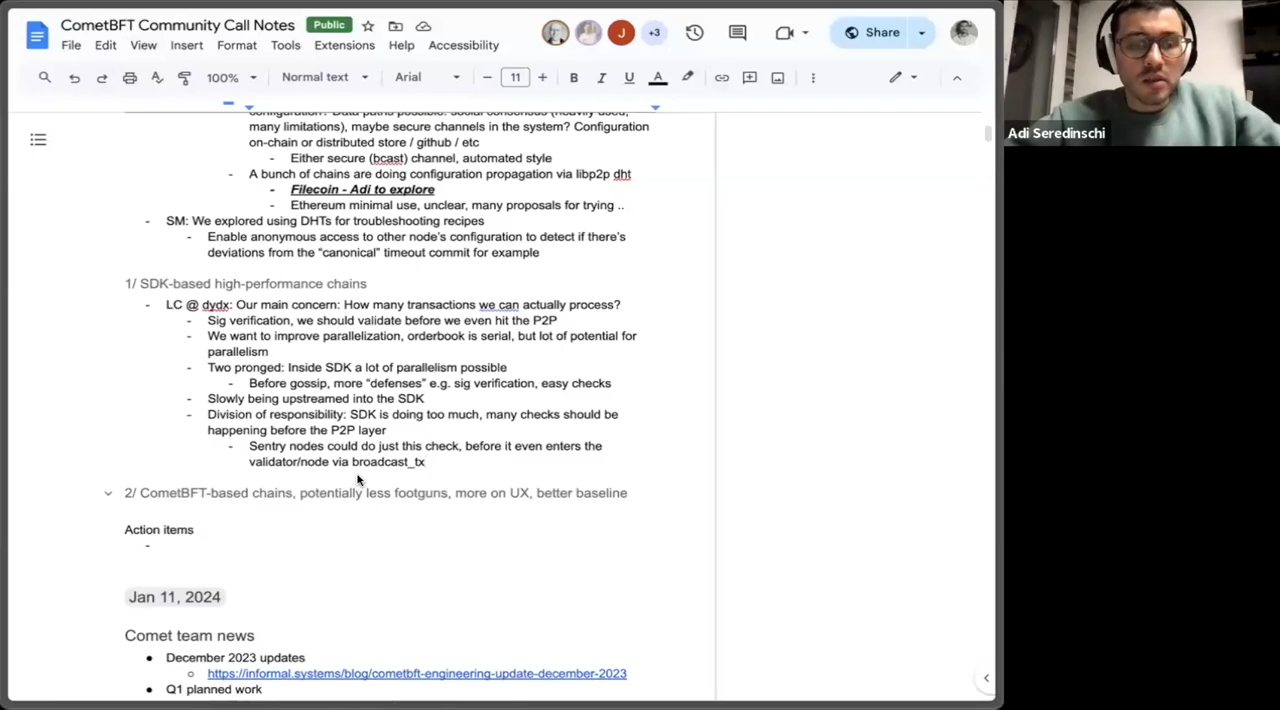 CometBFT Community Call Notes
Public
File Edit View Insert Format Tools Extensions Help Accessibility
J
+3
Share
100%
Normal text
Arial
11
B I U A
configuration? Data paths possible: social consensus (heavily used,
many limitations), maybe secure channels in the system? Configuration
on-chain or distributed store / github / etc
- Either secure (bcast) channel, automated style
- A bunch of chains are doing configuration propagation via libp2p dht
- Filecoin - Adi to explore
- Ethereum minimal use, unclear, many proposals for trying ..
- SM: We explored using DHTs for troubleshooting recipes
- Enable anonymous access to other node's configuration to detect if there's
deviations from the “canonical” timeout commit for example
1/ SDK-based high-performance chains
- LC @ dydx: Our main concern: How many transactions we can actually process?
- Sig verification, we should validate before we even hit the P2P
- We want to improve parallelization, orderbook is serial, but lot of potential for
parallelism
- Two pronged: Inside SDK a lot of parallelism possible
- Before gossip, more “defenses” e.g. sig verification, easy checks
- Slowly being upstreamed into the SDK
- Division of responsibility: SDK is doing too much, many checks should be
happening before the P2P layer
- Sentry nodes could do just this check, before it even enters the
validator/node via broadcast_tx
2/ CometBFT-based chains, potentially less footguns, more on UX, better baseline
Action items
-
Jan 11, 2024
Comet team news
● December 2023 updates
○ https://informal.systems/blog/cometbft-engineering-update-december-2023
● Q1 planned work
Adi Seredinschi